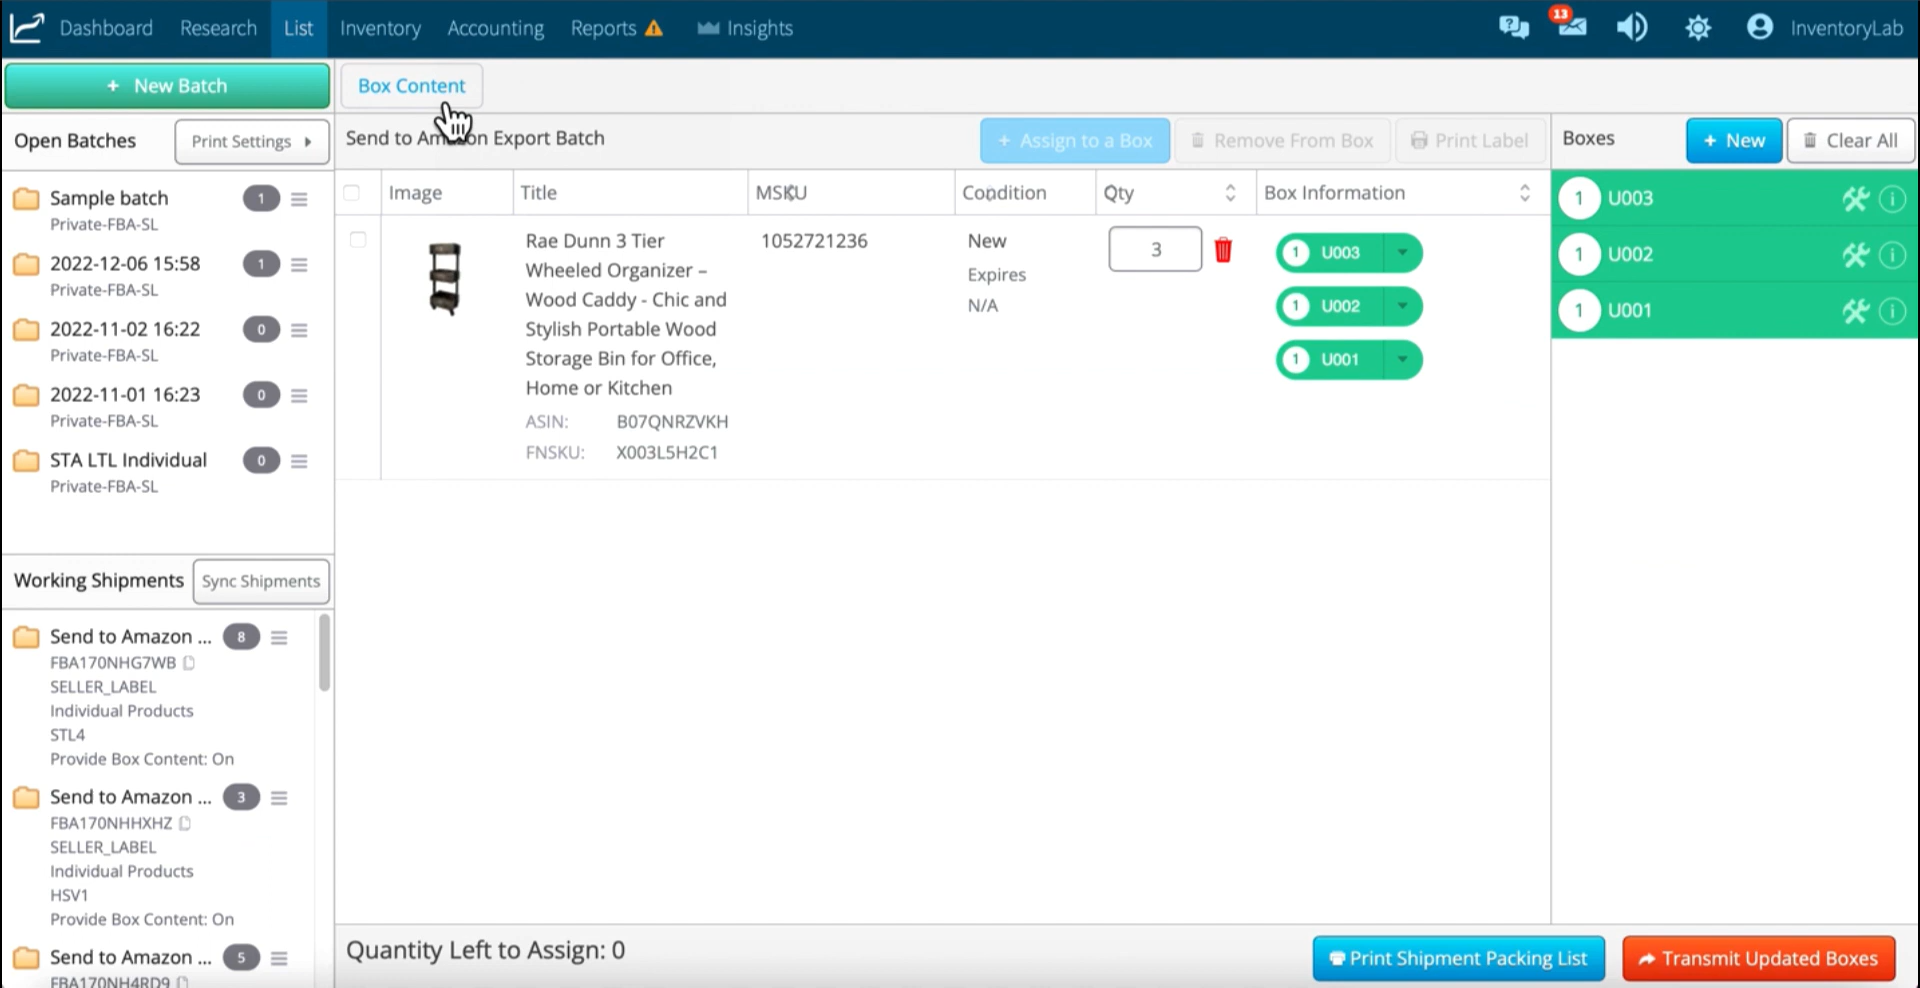 Dashboard Research List Inventory Accounting Reports Insights 13 InventoryLab
+ New Batch
Open Batches Print Settings
Sample batch 1
Private-FBA-SL
2022-12-06 15:58 1
Private-FBA-SL
2022-11-02 16:22 0
Private-FBA-SL
2022-11-01 16:23 0
Private-FBA-SL
STA LTL Individual 0
Private-FBA-SL
Working Shipments Sync Shipments
Send to Amazon ... 8
FBA170NHG7WB
SELLER_LABEL
Individual Products
STL4
Provide Box Content: On
Send to Amazon ... 3
FBA170NHHXHZ
SELLER_LABEL
Individual Products
HSV1
Provide Box Content: On
Send to Amazon ... 5
FBA170NH4RD9
Box Content
Send to Amazon Export Batch + Assign to a Box Remove From Box Print Label
Image Title MSKU Condition Qty Box Information
Rae Dunn 3 Tier
Wheeled Organizer –
Wood Caddy - Chic and
Stylish Portable Wood
Storage Bin for Office,
Home or Kitchen
ASIN: B07QNRZVKH
FNSKU: X003L5H2C1
1052721236
New
Expires
N/A
3
1 U003
1 U002
1 U001
Boxes + New Clear All
1 U003
1 U002
1 U001
Quantity Left to Assign: 0
Print Shipment Packing List Transmit Updated Boxes